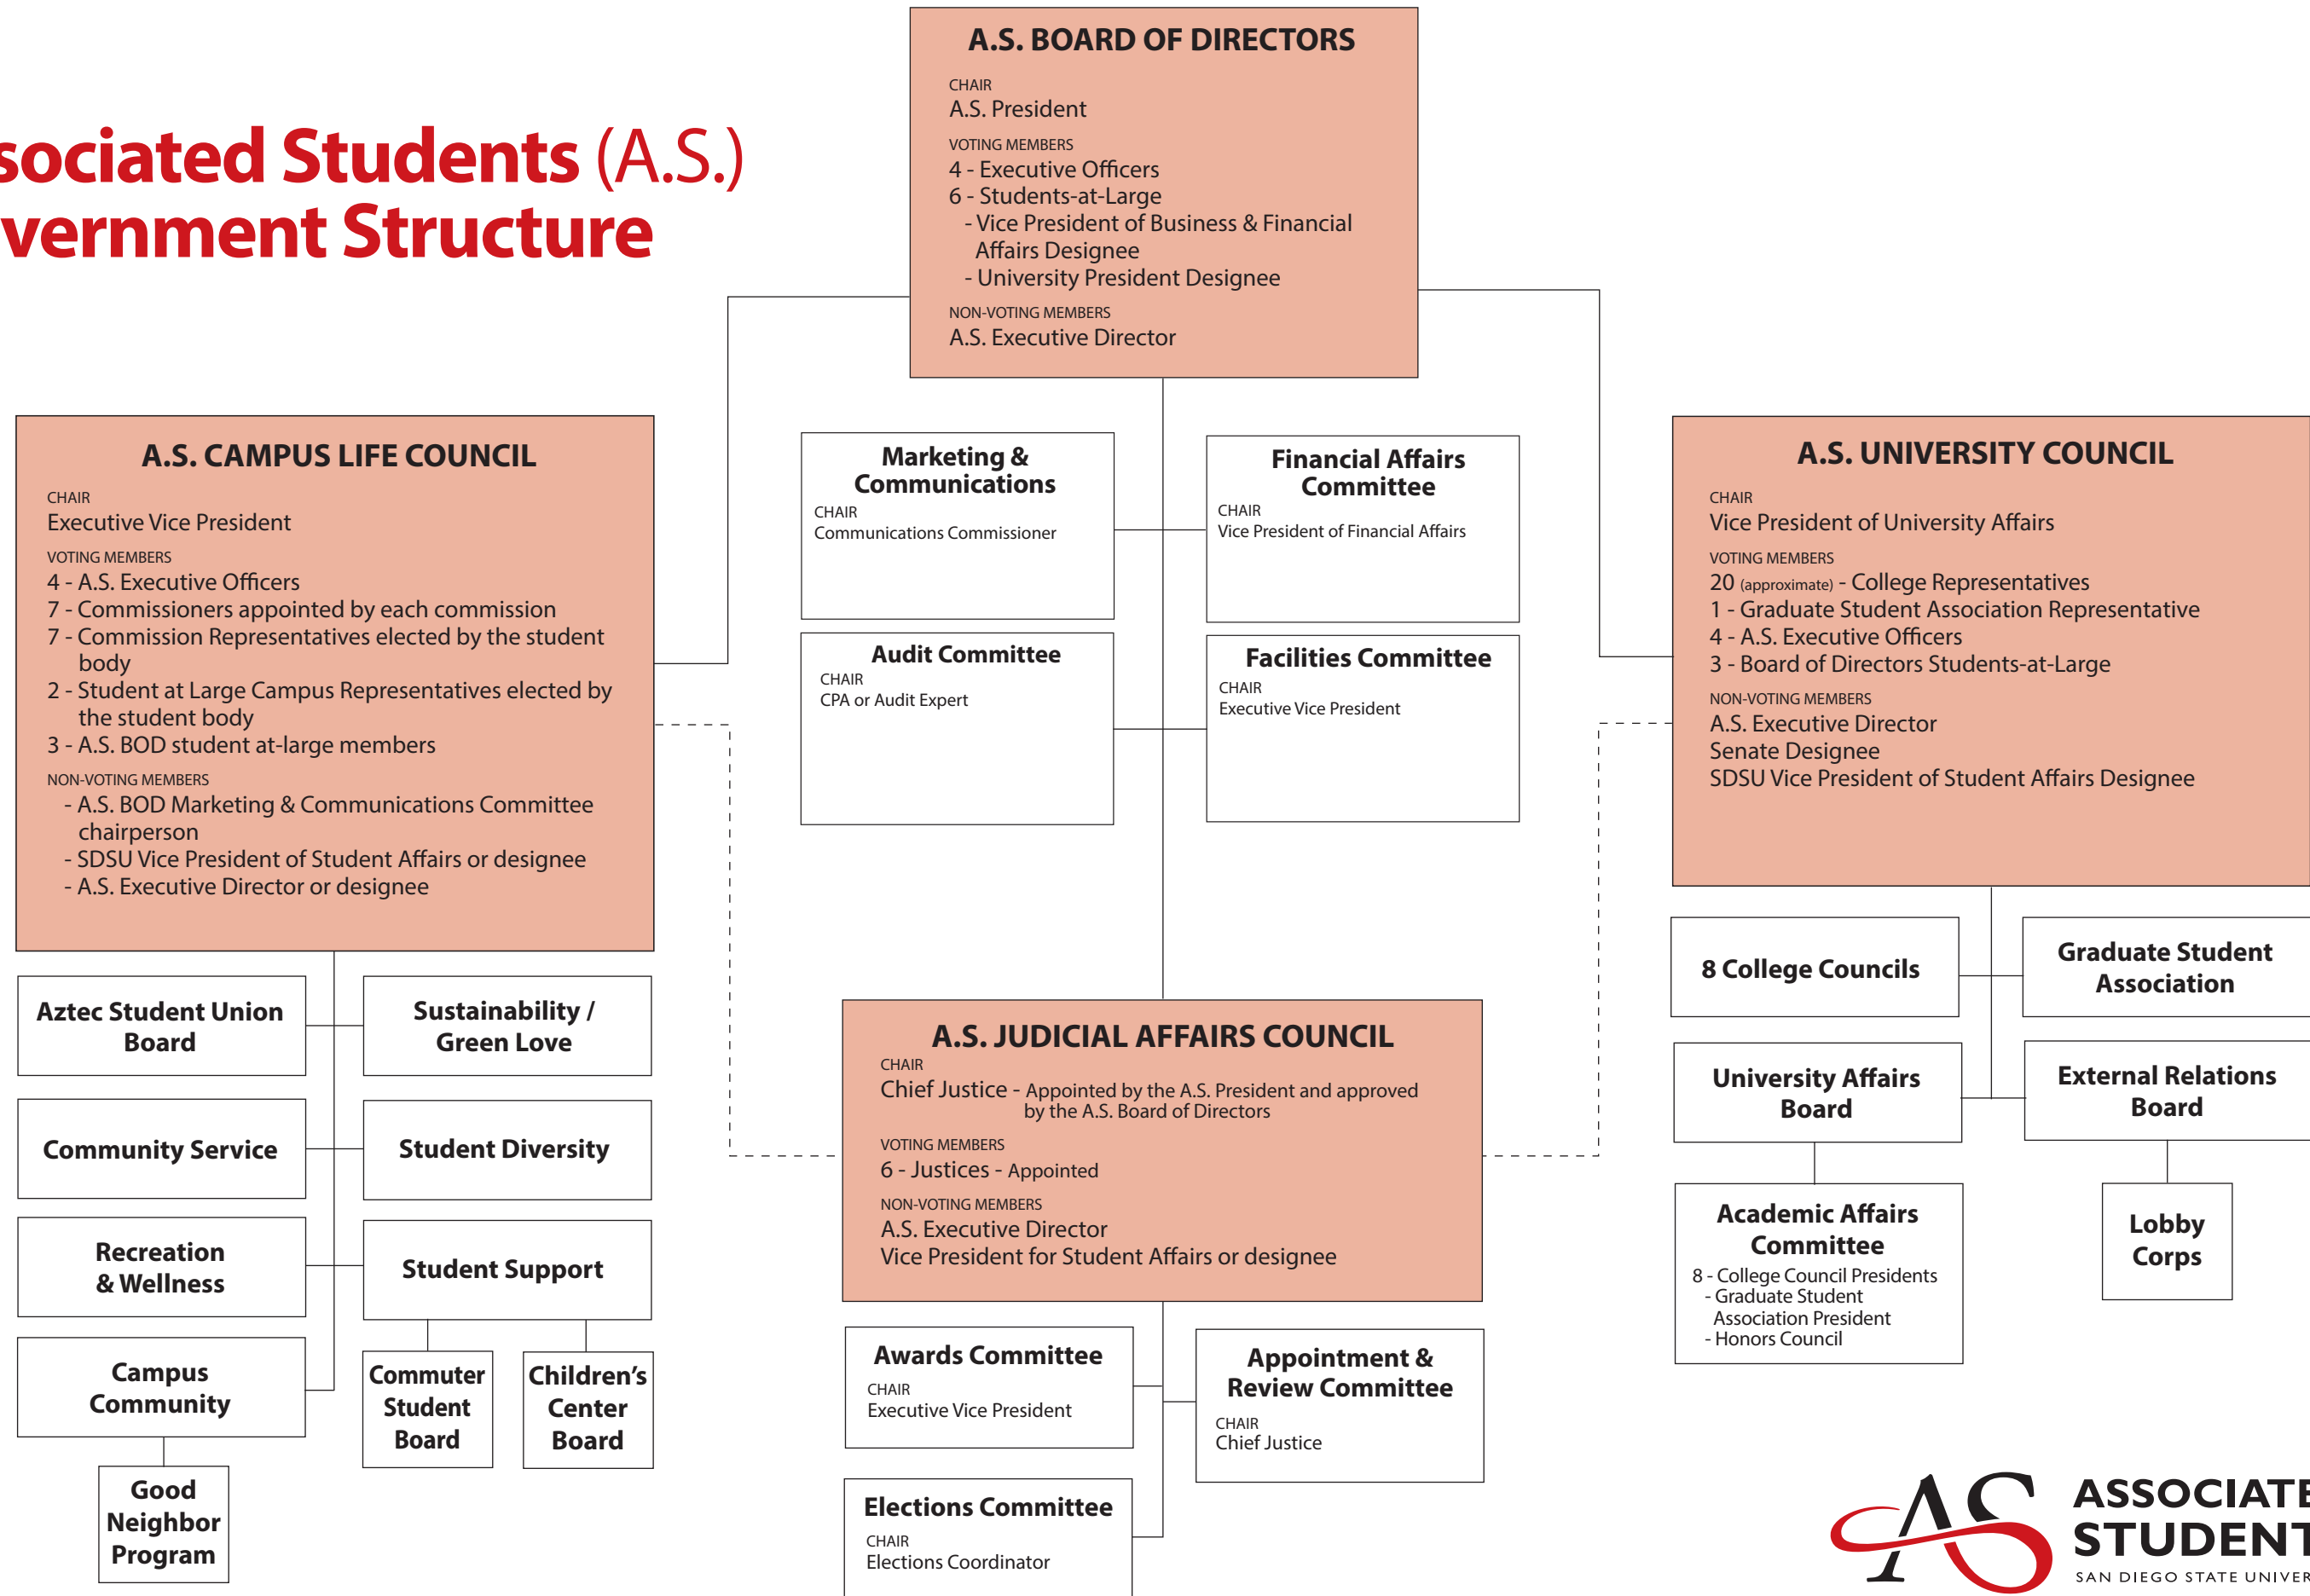 sociated Students (A.S.)
vernment Structure
A.S. BOARD OF DIRECTORS
CHAIR
A.S. President
VOTING MEMBERS
4 - Executive Officers
6 - Students-at-Large
- Vice President of Business & Financial
Affairs Designee
- University President Designee
NON-VOTING MEMBERS
A.S. Executive Director
A.S. CAMPUS LIFE COUNCIL
CHAIR
Executive Vice President
VOTING MEMBERS
4 - A.S. Executive Officers
7 - Commissioners appointed by each commission
7 - Commission Representatives elected by the student
body
2 - Student at Large Campus Representatives elected by
the student body
3 - A.S. BOD student at-large members
NON-VOTING MEMBERS
- A.S. BOD Marketing & Communications Committee
chairperson
- SDSU Vice President of Student Affairs or designee
- A.S. Executive Director or designee
Marketing &
Communications
CHAIR
Communications Commissioner
Financial Affairs
Committee
CHAIR
Vice President of Financial Affairs
Audit Committee
CHAIR
CPA or Audit Expert
Facilities Committee
CHAIR
Executive Vice President
A.S. UNIVERSITY COUNCIL
CHAIR
Vice President of University Affairs
VOTING MEMBERS
20 (approximate) - College Representatives
1 - Graduate Student Association Representative
4 - A.S. Executive Officers
3 - Board of Directors Students-at-Large
NON-VOTING MEMBERS
A.S. Executive Director
Senate Designee
SDSU Vice President of Student Affairs Designee
Aztec Student Union
Board
Sustainability /
Green Love
Community Service
Student Diversity
Recreation
& Wellness
Student Support
Campus
Community
Commuter
Student
Board
Children's
Center
Board
Good
Neighbor
Program
A.S. JUDICIAL AFFAIRS COUNCIL
CHAIR
Chief Justice - Appointed by the A.S. President and approved
by the A.S. Board of Directors
VOTING MEMBERS
6 - Justices - Appointed
NON-VOTING MEMBERS
A.S. Executive Director
Vice President for Student Affairs or designee
Awards Committee
CHAIR
Executive Vice President
Appointment &
Review Committee
CHAIR
Chief Justice
Elections Committee
CHAIR
Elections Coordinator
8 College Councils
Graduate Student
Association
University Affairs
Board
External Relations
Board
Academic Affairs
Committee
8 - College Council Presidents
- Graduate Student
Association President
- Honors Council
Lobby
Corps
AS
ASSOCIATE
STUDENT
SAN DIEGO STATE UNIVER